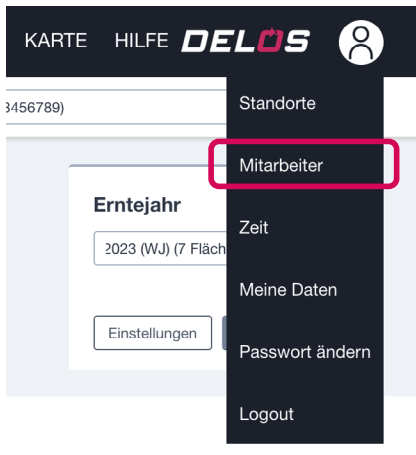 KARTE HILFE DELOS
3456789)
Standorte
Mitarbeiter
Erntejahr
Zeit
2023 (WJ) (7 Fläch
Meine Daten
Einstellungen
Passwort ändern
Logout